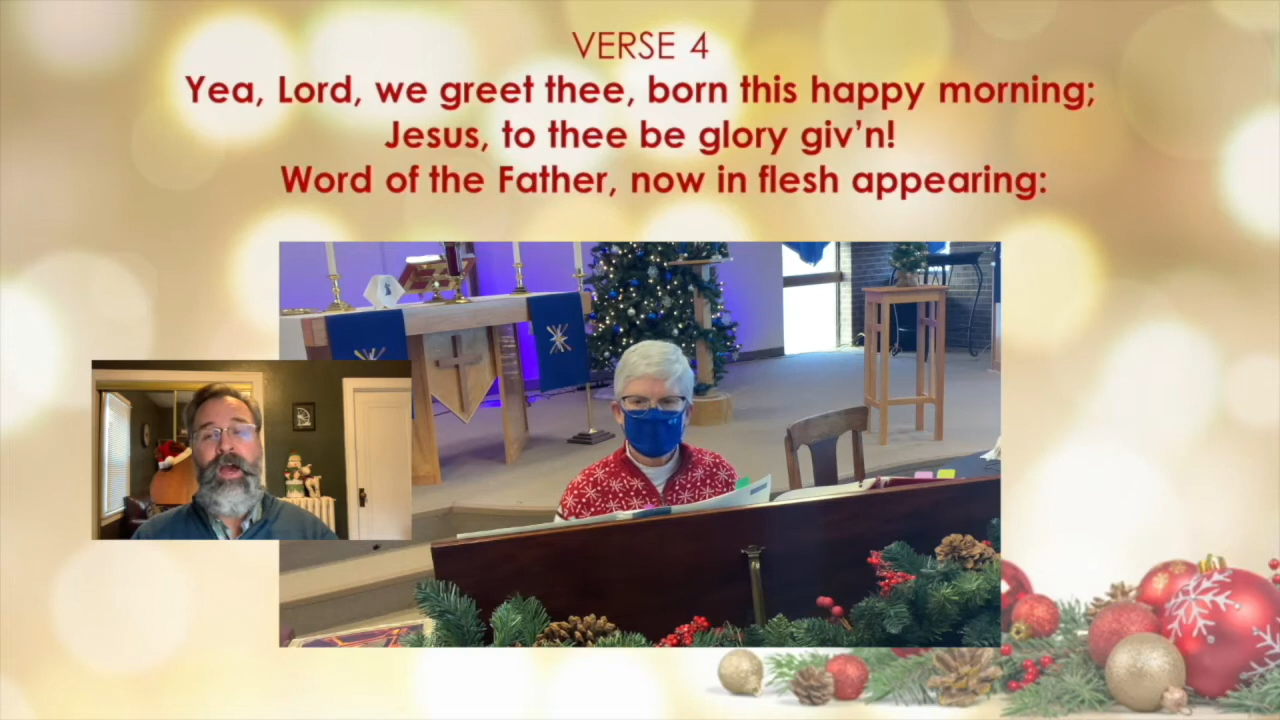 VERSE 4
Yea, Lord, we greet thee, born this happy morning;
Jesus, to thee be glory giv’n!
Word of the Father, now in flesh appearing: